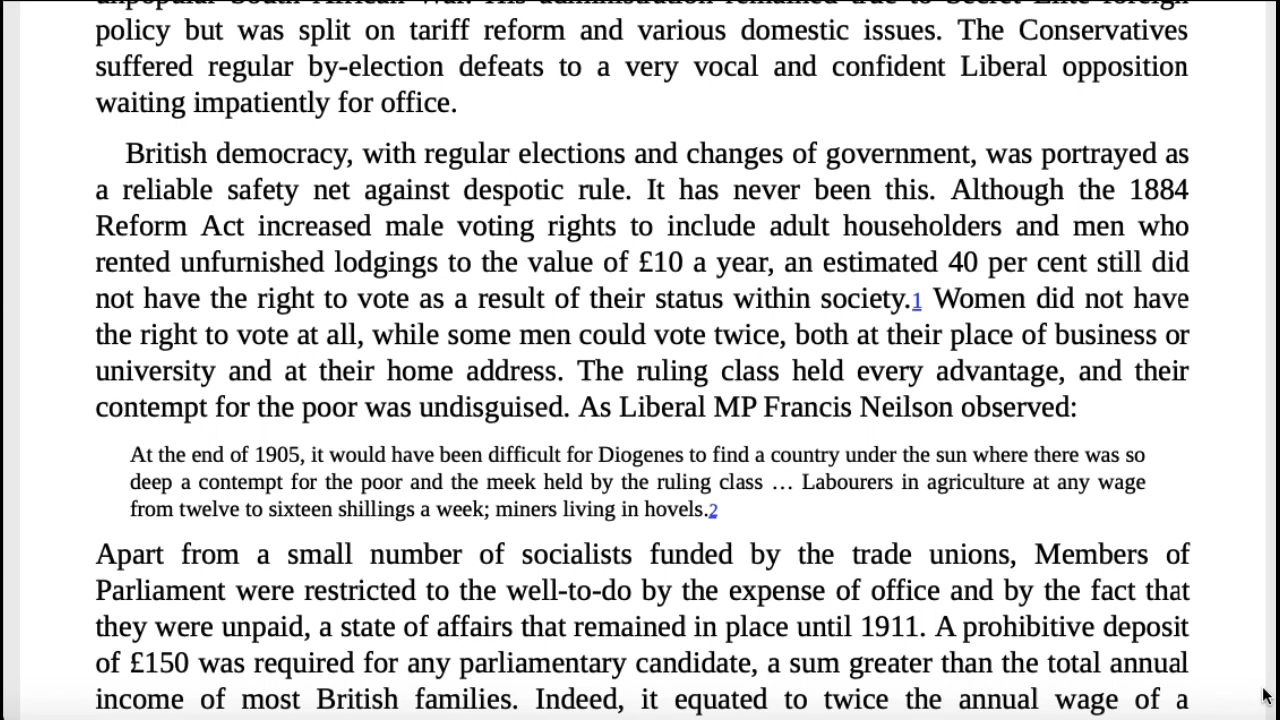 unpopular South African War. His administration remained true to Secret Elite foreign
policy but was split on tariff reform and various domestic issues. The Conservatives
suffered regular by-election defeats to a very vocal and confident Liberal opposition
waiting impatiently for office.
British democracy, with regular elections and changes of government, was portrayed as
a reliable safety net against despotic rule. It has never been this. Although the 1884
Reform Act increased male voting rights to include adult householders and men who
rented unfurnished lodgings to the value of £10 a year, an estimated 40 per cent still did
not have the right to vote as a result of their status within society.1 Women did not have
the right to vote at all, while some men could vote twice, both at their place of business or
university and at their home address. The ruling class held every advantage, and their
contempt for the poor was undisguised. As Liberal MP Francis Neilson observed:
At the end of 1905, it would have been difficult for Diogenes to find a country under the sun where there was so
deep a contempt for the poor and the meek held by the ruling class … Labourers in agriculture at any wage
from twelve to sixteen shillings a week; miners living in hovels.2
Apart from a small number of socialists funded by the trade unions, Members of
Parliament were restricted to the well-to-do by the expense of office and by the fact that
they were unpaid, a state of affairs that remained in place until 1911. A prohibitive deposit
of £150 was required for any parliamentary candidate, a sum greater than the total annual
income of most British families. Indeed, it equated to twice the annual wage of a